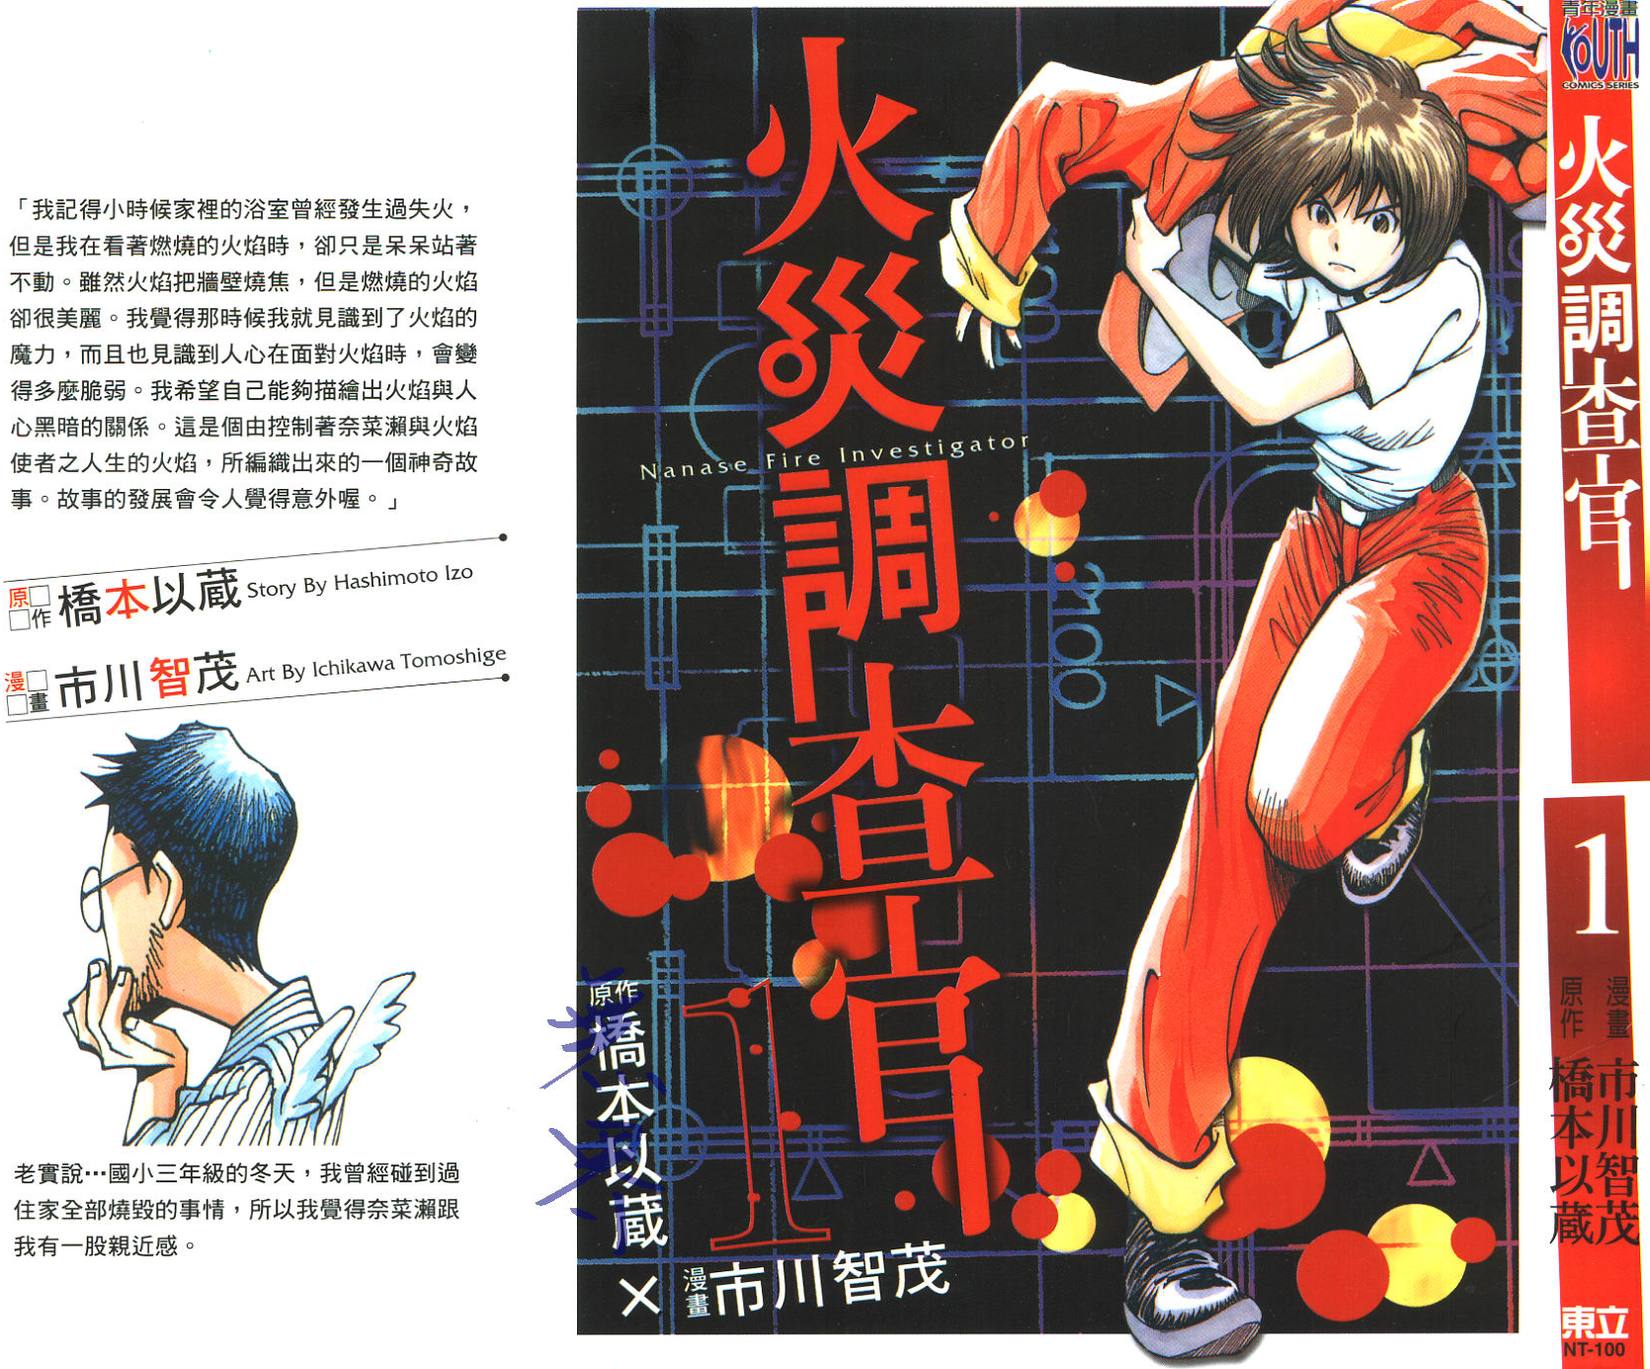 「我記得小時候家裡的浴室曾經發生過失火，
但是我在看著燃燒的火焰時，卻只是呆呆站著
不動。雖然火焰把牆壁燒焦，但是燃燒的火焰
卻很美麗。我覺得那時候我就見識到了火焰的
魔力，而且也見識到人心在面對火焰時，會變
得多麼脆弱。我希望自己能夠描繪出火焰與人
心黑暗的關係。這是個由控制著奈菜瀨與火焰
使者之人生的火焰，所編織出來的一個神奇故
事。故事的發展會令人覺得意外喔。」
原作 橋本以蔵 Story By Hashimoto Izo
漫畫 市川智茂 Art By Ichikawa Tomoshige
老實說…國小三年級的冬天，我曾經碰到過
住家全部燒毀的事情，所以我覺得奈菜瀨跟
我有一股親近感。
火災調查官
Nanase Fire Investigator
1
3100
原作 橋本以蔵
×
漫畫 市川智茂
青年漫畫
YOUTH
COMICS SERIES
火災調查官
1
漫畫 市川智茂
原作 橋本以蔵
東立
NT-100